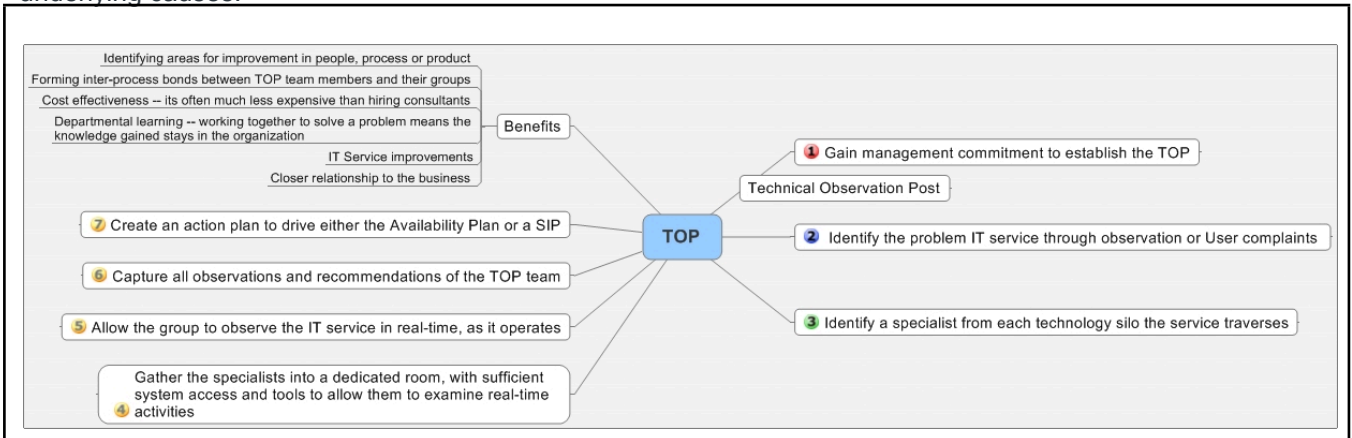 underlying causes.
Identifying areas for improvement in people, process or product
Forming inter-process bonds between TOP team members and their groups
Cost effectiveness -- its often much less expensive than hiring consultants
Departmental learning -- working together to solve a problem means the
knowledge gained stays in the organization
IT Service improvements
Closer relationship to the business
Benefits
7 Create an action plan to drive either the Availability Plan or a SIP
6 Capture all observations and recommendations of the TOP team
5 Allow the group to observe the IT service in real-time, as it operates
Gather the specialists into a dedicated room, with sufficient
system access and tools to allow them to examine real-time
4 activities
TOP
1 Gain management commitment to establish the TOP
Technical Observation Post
2 Identify the problem IT service through observation or User complaints
3 Identify a specialist from each technology silo the service traverses